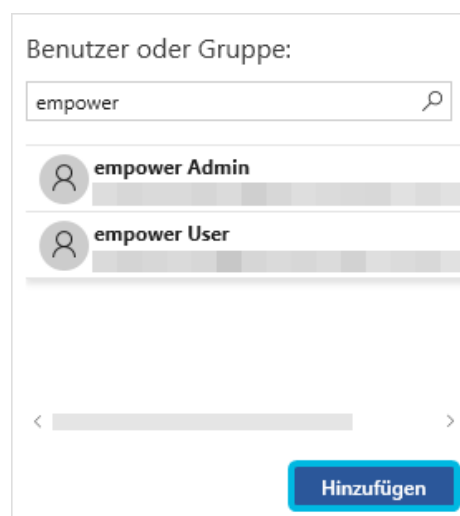 Benutzer oder Gruppe:
empower
empower Admin
empower User
Hinzufügen